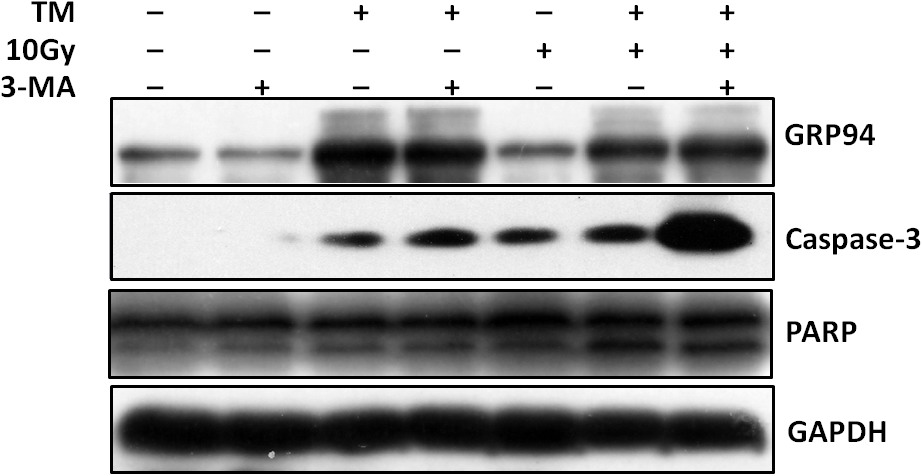 TM – – + + – + +
10Gy – – – – + + +
3-MA – + – + – – +
GRP94
Caspase-3
PARP
GAPDH